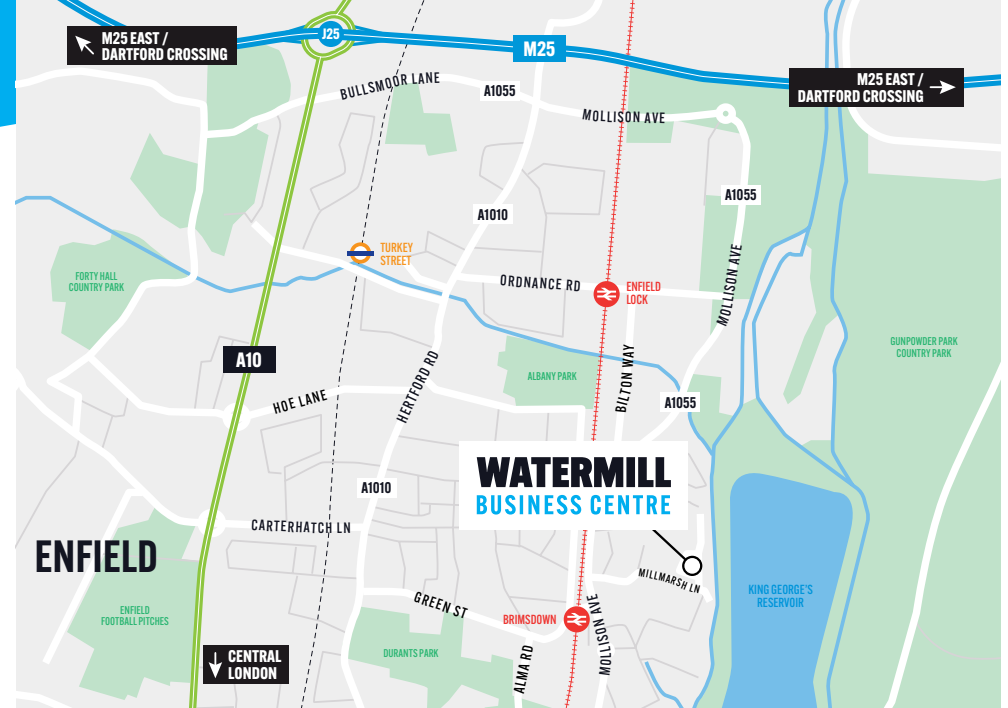 M25 EAST /
DARTFORD CROSSING
J25
M25
M25 EAST /
DARTFORD CROSSING
BULLSMOOR LANE
A1055
MOLLISON AVE
A1055
A1010
TURKEY
STREET
FORTY HALL
COUNTRY PARK
ORDNANCE RD
ENFIELD
LOCK
MOLLISON AVE
GUNPOWDER PARK
COUNTRY PARK
A10
HERTFORD RD
ALBANY PARK
BILTON WAY
HOE LANE
A1055
WATERMILL
BUSINESS CENTRE
A1010
CARTERHATCH LN
ENFIELD
MILLMARSH LN
KING GEORGE'S
RESERVOIR
ENFIELD
FOOTBALL PITCHES
GREEN ST
BRIMSDOWN
MOLLISON AVE
DURANTS PARK
ALMA RD
CENTRAL
LONDON